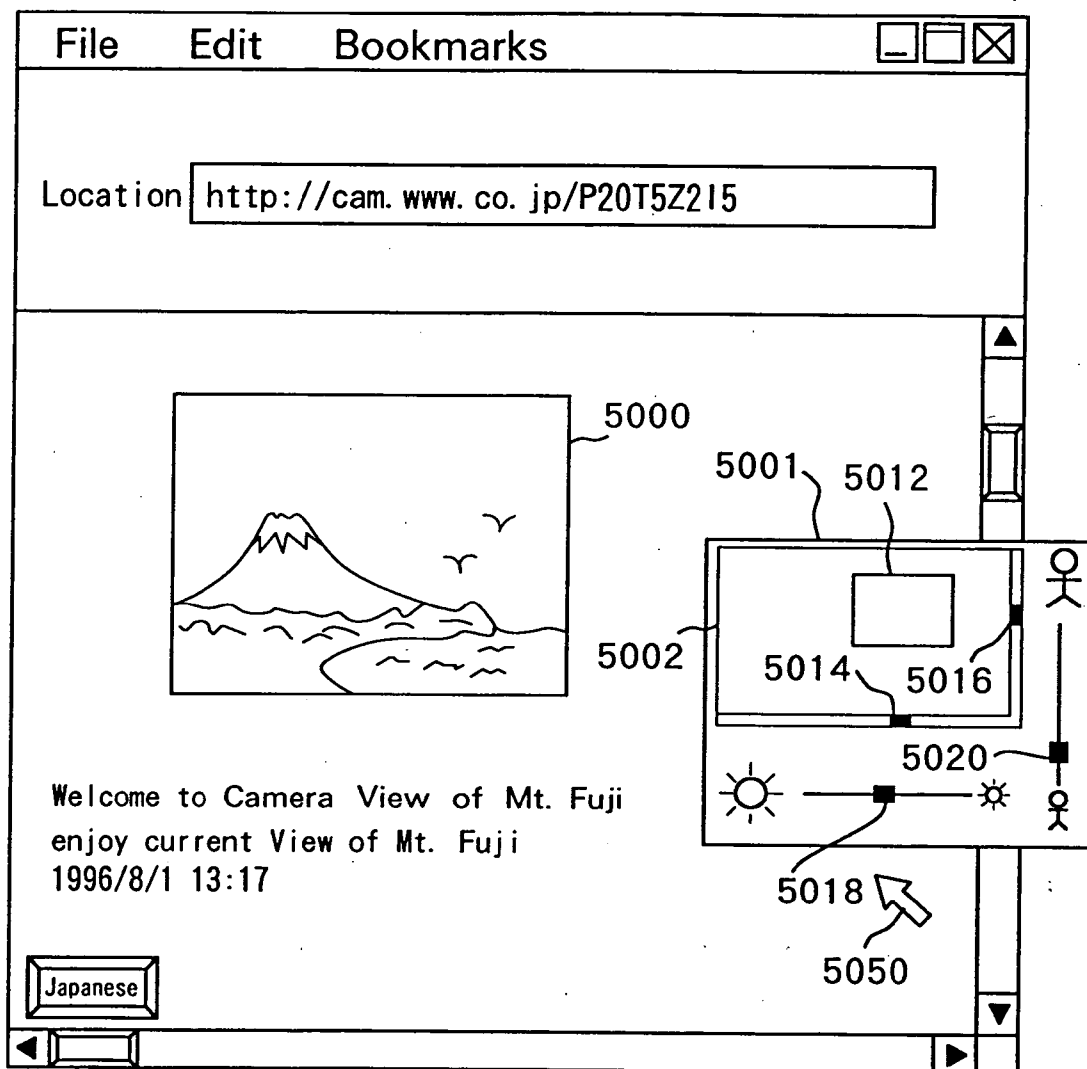 File Edit Bookmarks
Location http://cam.www.co.jp/P20T5Z2I5
5000
5001
5012
5002
5014
5016
5020
Welcome to Camera View of Mt. Fuji
enjoy current View of Mt. Fuji
1996/8/1 13:17
5018
5050
Japanese